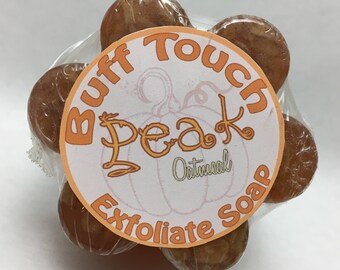 Buff Touch
Peak
Oatmeal
Exfoliate Soap